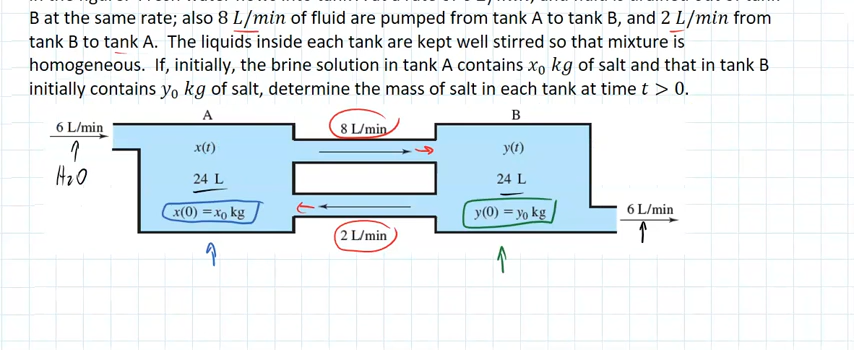 B at the same rate; also 8 L/min of fluid are pumped from tank A to tank B, and 2 L/min from
tank B to tank A. The liquids inside each tank are kept well stirred so that mixture is
homogeneous. If, initially, the brine solution in tank A contains x₀ kg of salt and that in tank B
initially contains y₀ kg of salt, determine the mass of salt in each tank at time t > 0.
A
B
6 L/min
8 L/min
x(t)
y(t)
H₂O
24 L
24 L
x(0) = x₀ kg
y(0) = y₀ kg
6 L/min
2 L/min